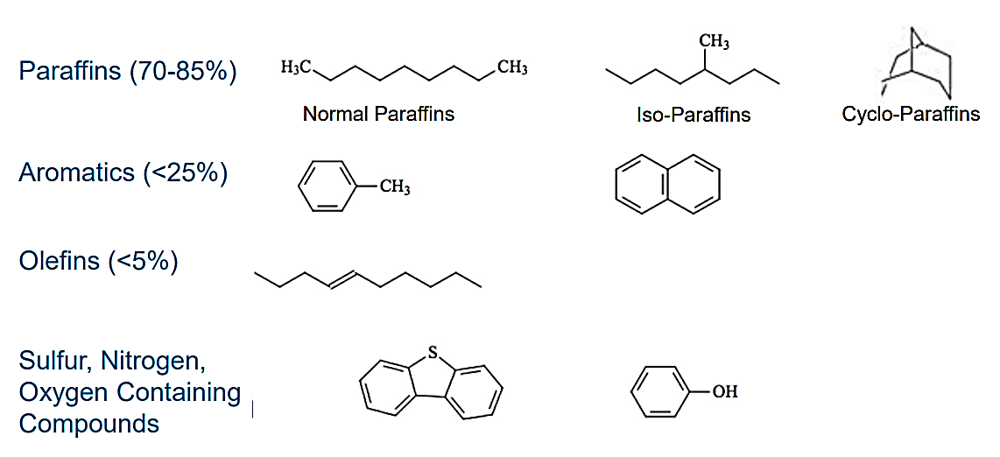 CH₃
Paraffins (70-85%)
H₃C
CH₃
Normal Paraffins
Iso-Paraffins
Cyclo-Paraffins
Aromatics (<25%)
CH₃
Olefins (<5%)
S
Sulfur, Nitrogen,
Oxygen Containing
Compounds
OH